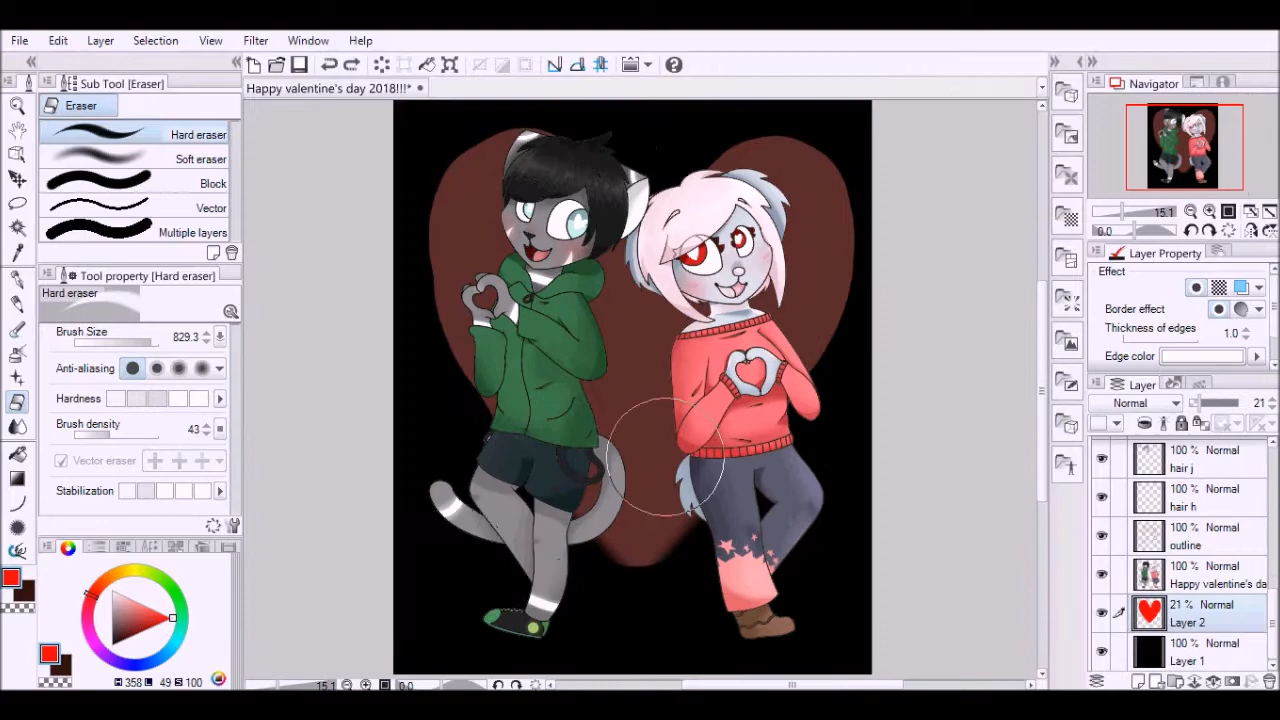 File Edit Layer Selection View Filter Window Help
Sub Tool [Eraser]
Eraser
Hard eraser
Soft eraser
Block
Vector
Multiple layers
Tool property [Hard eraser]
Hard eraser
Brush Size 829.3
Anti-aliasing
Hardness
Brush density 43
Vector eraser
Stabilization
358 49 100
Happy valentine's day 2018!!!*
15.1 0.0
Navigator
15.1
0.0
Layer Property
Effect
Border effect
Thickness of edges 1.0
Edge color
Layer
Normal 21
100 % Normal
hair j
100 % Normal
hair h
100 % Normal
outline
100 % Normal
Happy valentine's da
21 % Normal
Layer 2
100 % Normal
Layer 1